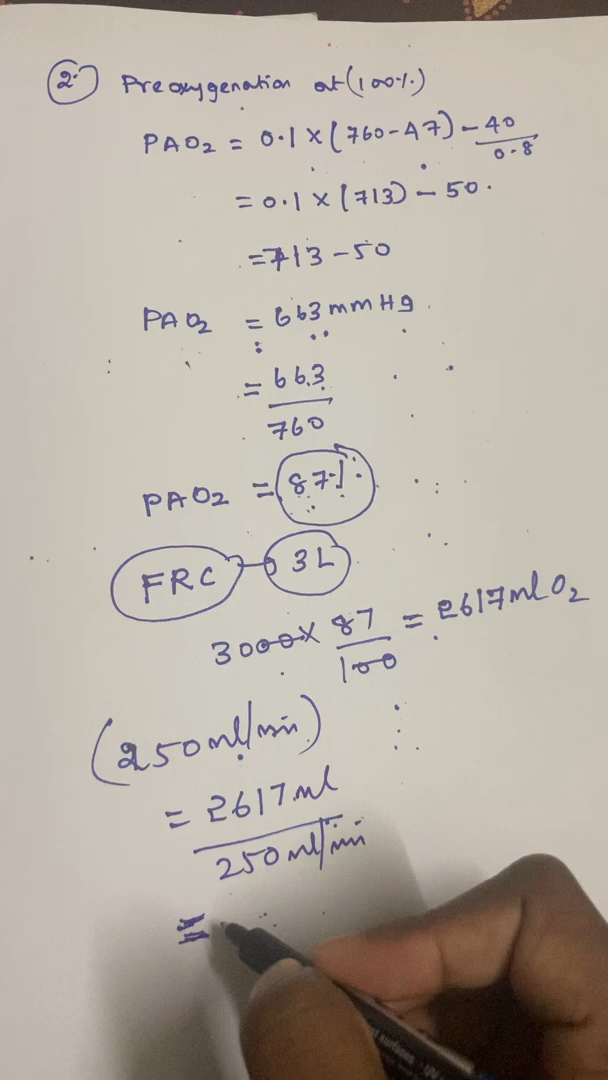 2. Preoxygenation at (100%)
PAO2 = 0.1 × (760-47) - 40/0.8
= 0.1 × (713) - 50.
= 713 - 50
PAO2 = 663 mm Hg
= 663/760
PAO2 = 87%
FRC → 3L
3000 × 87/100 = 2617 ml O2
(250 ml/min)
= 2617 ml
250 ml/min
=